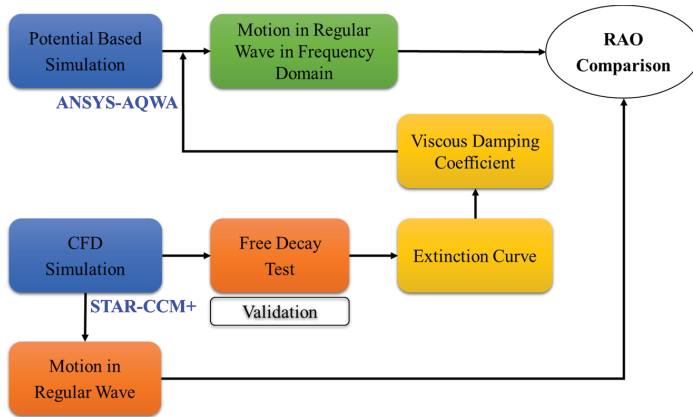 Potential Based
Simulation
Motion in Regular
Wave in Frequency
Domain
RAO
Comparison
ANSYS-AQWA
Viscous Damping
Coefficient
CFD
Simulation
Free Decay
Test
Extinction Curve
STAR-CCM+
Validation
Motion in
Regular Wave